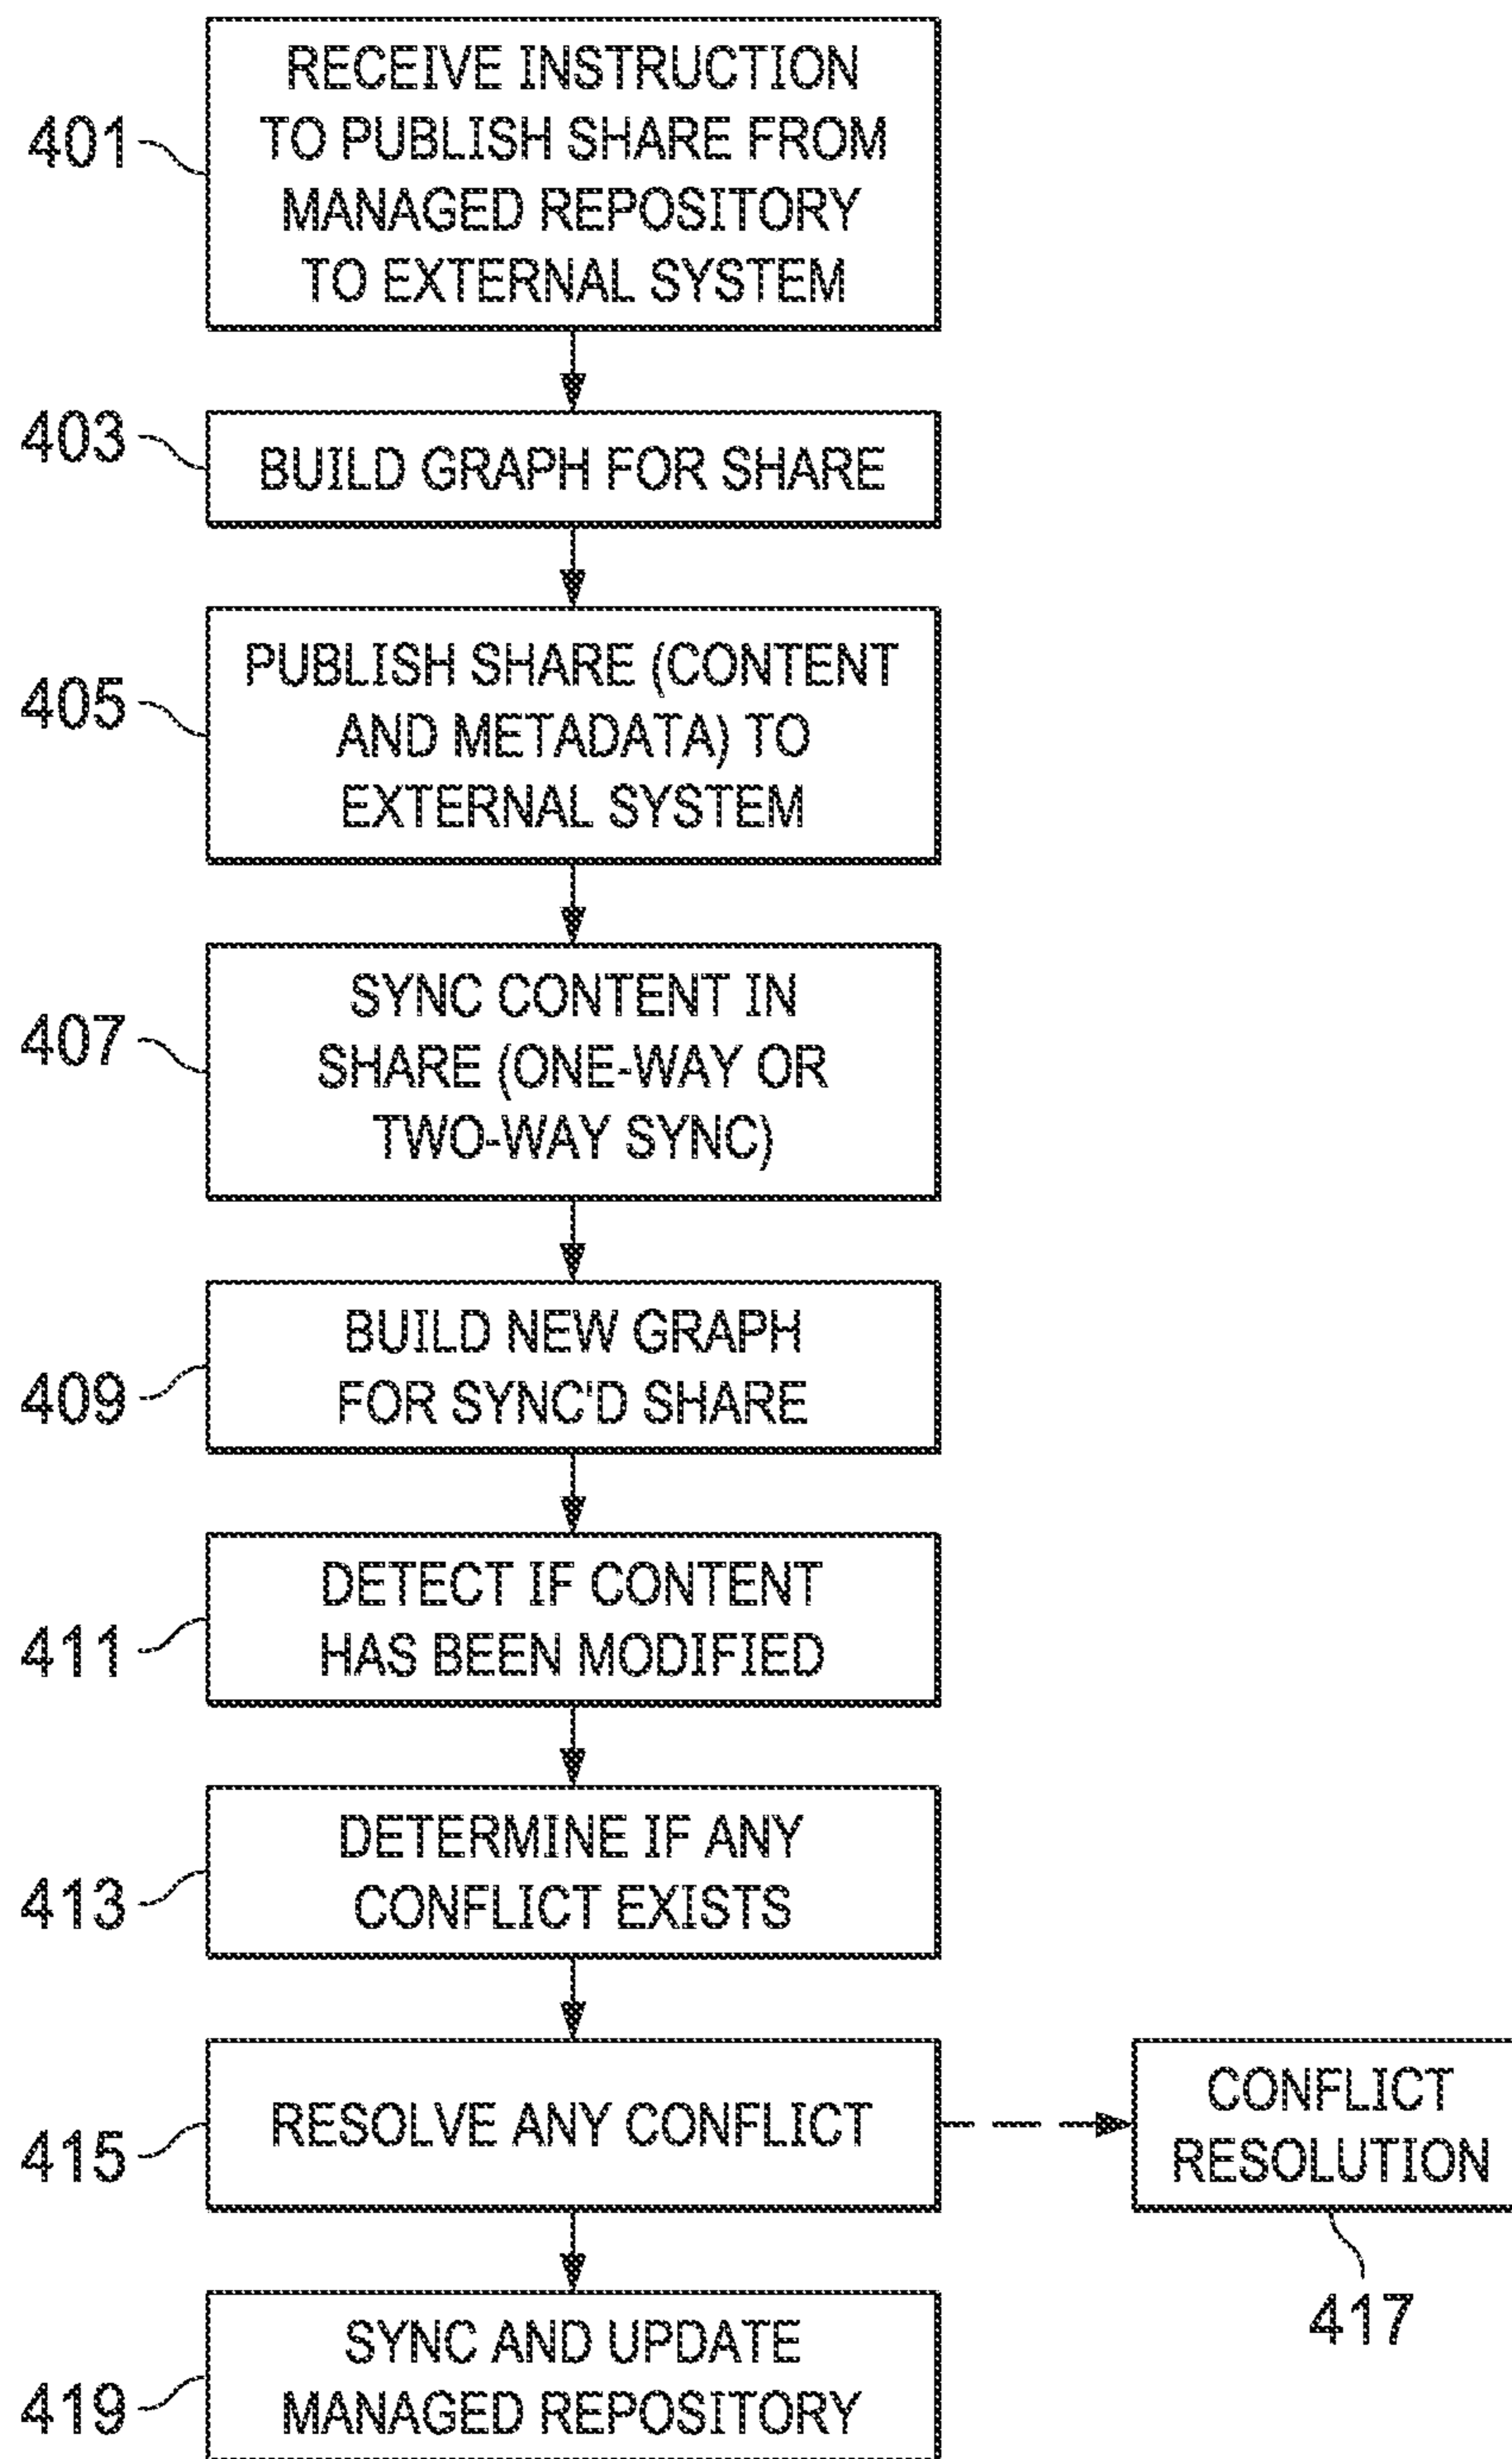 401
RECEIVE INSTRUCTION
TO PUBLISH SHARE FROM
MANAGED REPOSITORY
TO EXTERNAL SYSTEM
403
BUILD GRAPH FOR SHARE
405
PUBLISH SHARE (CONTENT
AND METADATA) TO
EXTERNAL SYSTEM
407
SYNC CONTENT IN
SHARE (ONE-WAY OR
TWO-WAY SYNC)
409
BUILD NEW GRAPH
FOR SYNC'D SHARE
411
DETECT IF CONTENT
HAS BEEN MODIFIED
413
DETERMINE IF ANY
CONFLICT EXISTS
415
RESOLVE ANY CONFLICT
CONFLICT
RESOLUTION
417
419
SYNC AND UPDATE
MANAGED REPOSITORY